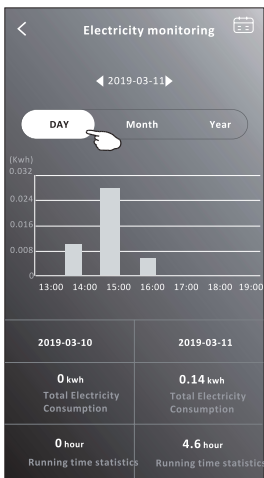 Electricity monitoring
2019-03-11
DAY Month Year
(Kwh)
0.032
0.024
0.016
0.008
0
13:00 14:00 15:00 16:00 17:00 18:00 19:00
2019-03-10 2019-03-11
0 kwh 0.14 kwh
Total Electricity Total Electricity
Consumption Consumption
0 hour 4.6 hour
Running time statistics Running time statistics